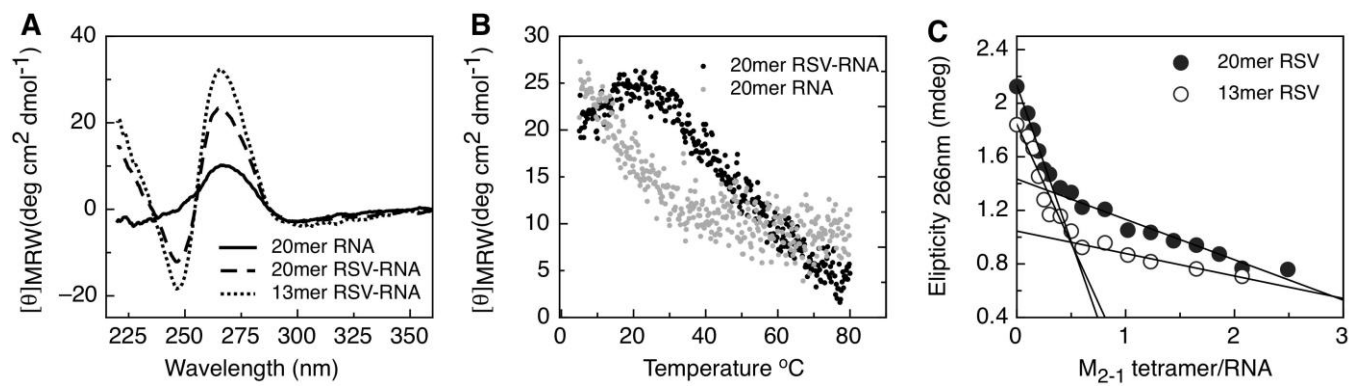 A
B
C
[θ]MRW(deg cm2 dmol-1)
40
20
0
−20
20mer RNA
20mer RSV-RNA
13mer RSV-RNA
225
250
275
300
325
350
Wavelength (nm)
[θ]MRW(deg cm2 dmol-1)
30
25
20
15
10
5
0
20mer RSV-RNA
20mer RNA
0
20
40
60
80
Temperature oC
Elipticity 266nm (mdeg)
2.4
2
1.6
1.2
0.8
0.4
20mer RSV
13mer RSV
0
1
2
3
M2-1 tetramer/RNA